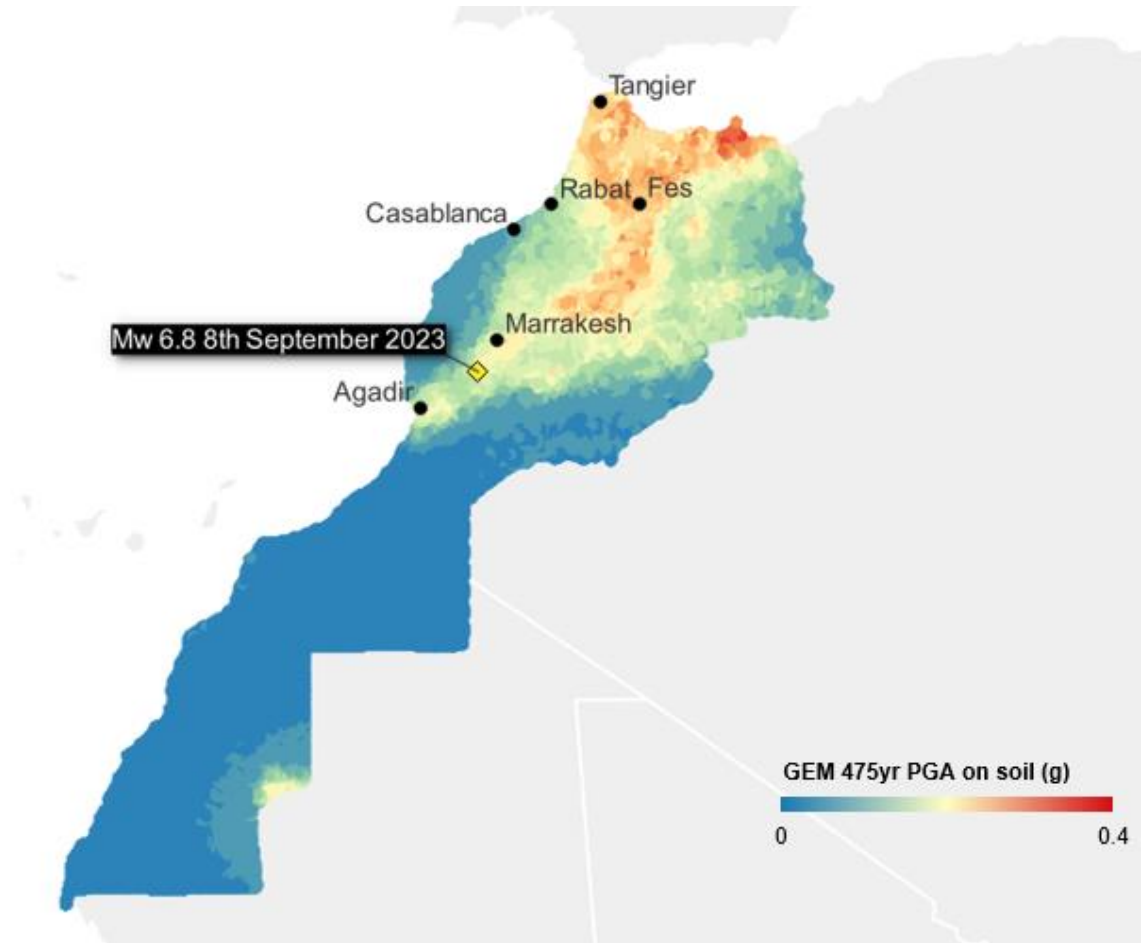 Tangier
Rabat
Fes
Casablanca
Mw 6.8 8th September 2023
Marrakesh
Agadir
GEM 475yr PGA on soil (g)
0
0.4